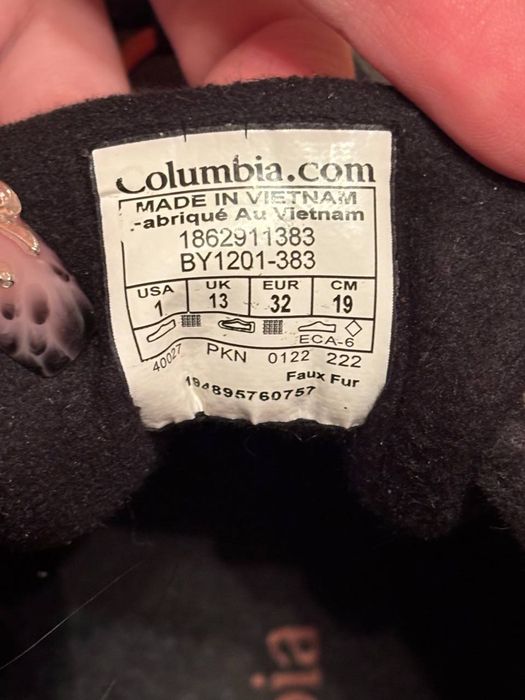 Columbia.com
MADE IN VIETNAM
Fabriqué Au Vietnam
1862911383
BY1201-383
USA UK EUR CM
1 13 32 19
ECA-6
40027 PKN 0122 222
Faux Fur
194895760757
bia